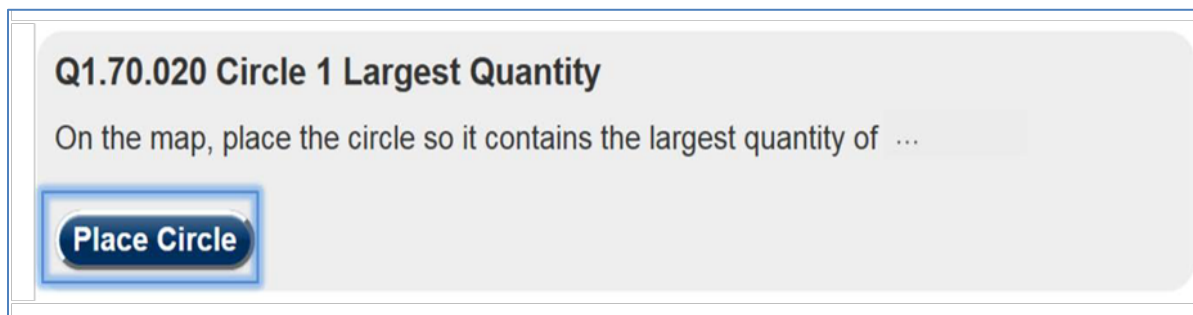 Q1.70.020 Circle 1 Largest Quantity
On the map, place the circle so it contains the largest quantity of ...
Place Circle